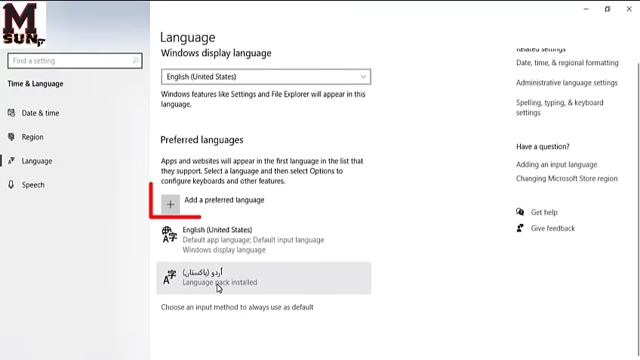 M
SUN
Find a setting
Time & Language
Date & time
Region
Language
Speech
Language
Windows display language
English (United States)
Windows features like Settings and File Explorer will appear in this
language.
Preferred languages
Apps and websites will appear in the first language in the list that
they support. Select a language and then select Options to
configure keyboards and other features.
Add a preferred language
English (United States)
Default app language; Default input language
Windows display language
اُردو (پاکستان)
Language pack installed
Choose an input method to always use as default
Related settings
Date, time, & regional formatting
Administrative language settings
Spelling, typing, & keyboard
settings
Have a question?
Adding an input language
Changing Microsoft Store region
Get help
Give feedback